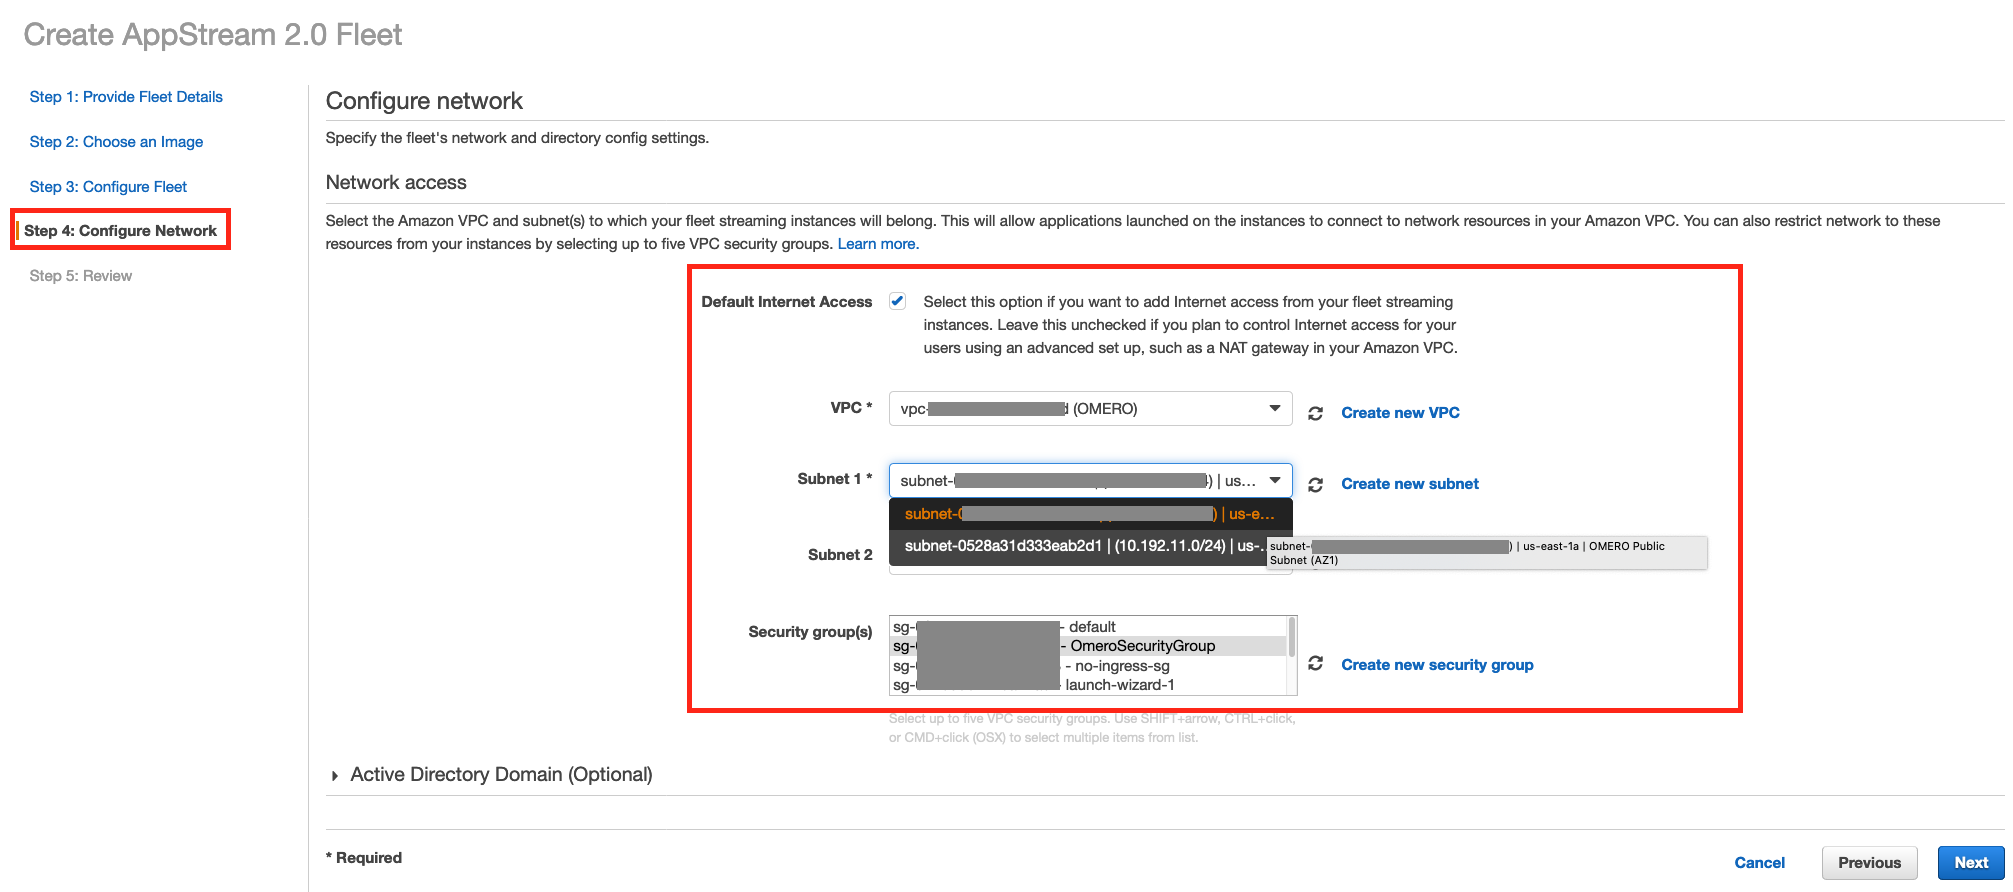 Create AppStream 2.0 Fleet
Step 1: Provide Fleet Details
Step 2: Choose an Image
Step 3: Configure Fleet
Step 4: Configure Network
Step 5: Review
Configure network
Specify the fleet's network and directory config settings.
Network access
Select the Amazon VPC and subnet(s) to which your fleet streaming instances will belong. This will allow applications launched on the instances to connect to network resources in your Amazon VPC. You can also restrict network to these
resources from your instances by selecting up to five VPC security groups. Learn more.
Default Internet Access
Select this option if you want to add Internet access from your fleet streaming
instances. Leave this unchecked if you plan to control Internet access for your
users using an advanced set up, such as a NAT gateway in your Amazon VPC.
VPC *
vpc- (OMERO)
Create new VPC
Subnet 1 *
subnet- ) | us...
Create new subnet
subnet- ) | us-e...
subnet-0528a31d333eab2d1 | (10.192.11.0/24) | us-...
subnet- ) | us-east-1a | OMERO Public
Subnet (AZ1)
Subnet 2
Security group(s)
sg- - default
sg- - OmeroSecurityGroup
sg- - no-ingress-sg
sg- launch-wizard-1
Create new security group
Select up to five VPC security groups. Use SHIFT+arrow, CTRL+click,
or CMD+click (OSX) to select multiple items from list.
Active Directory Domain (Optional)
* Required
Cancel
Previous
Next